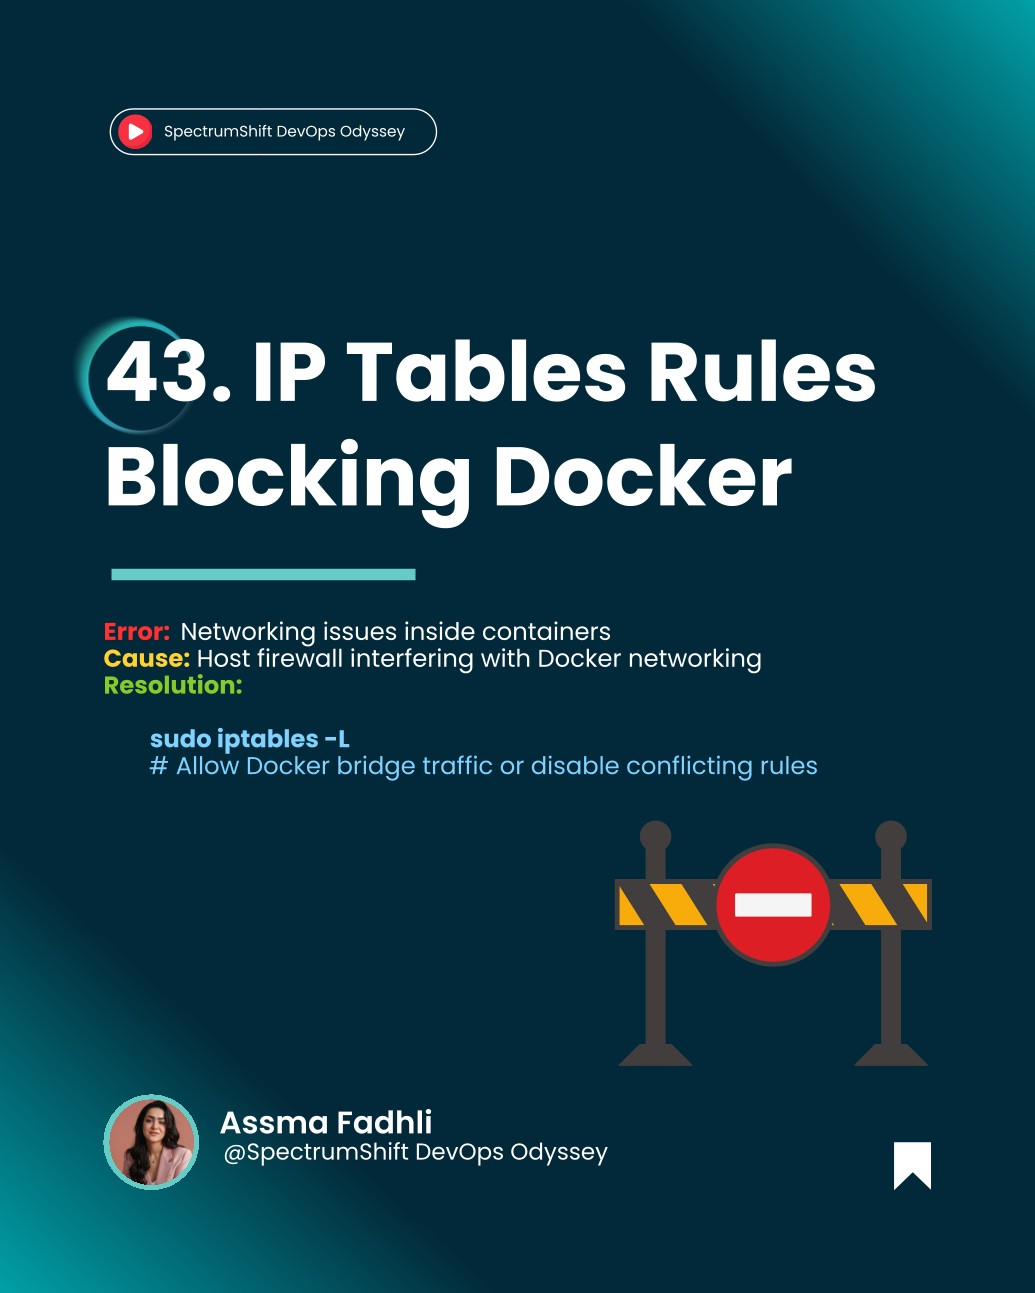 SpectrumShift DevOps Odyssey
43. IP Tables Rules
Blocking Docker
Error: Networking issues inside containers
Cause: Host firewall interfering with Docker networking
Resolution:
sudo iptables -L
# Allow Docker bridge traffic or disable conflicting rules
Assma Fadhli
@SpectrumShift DevOps Odyssey